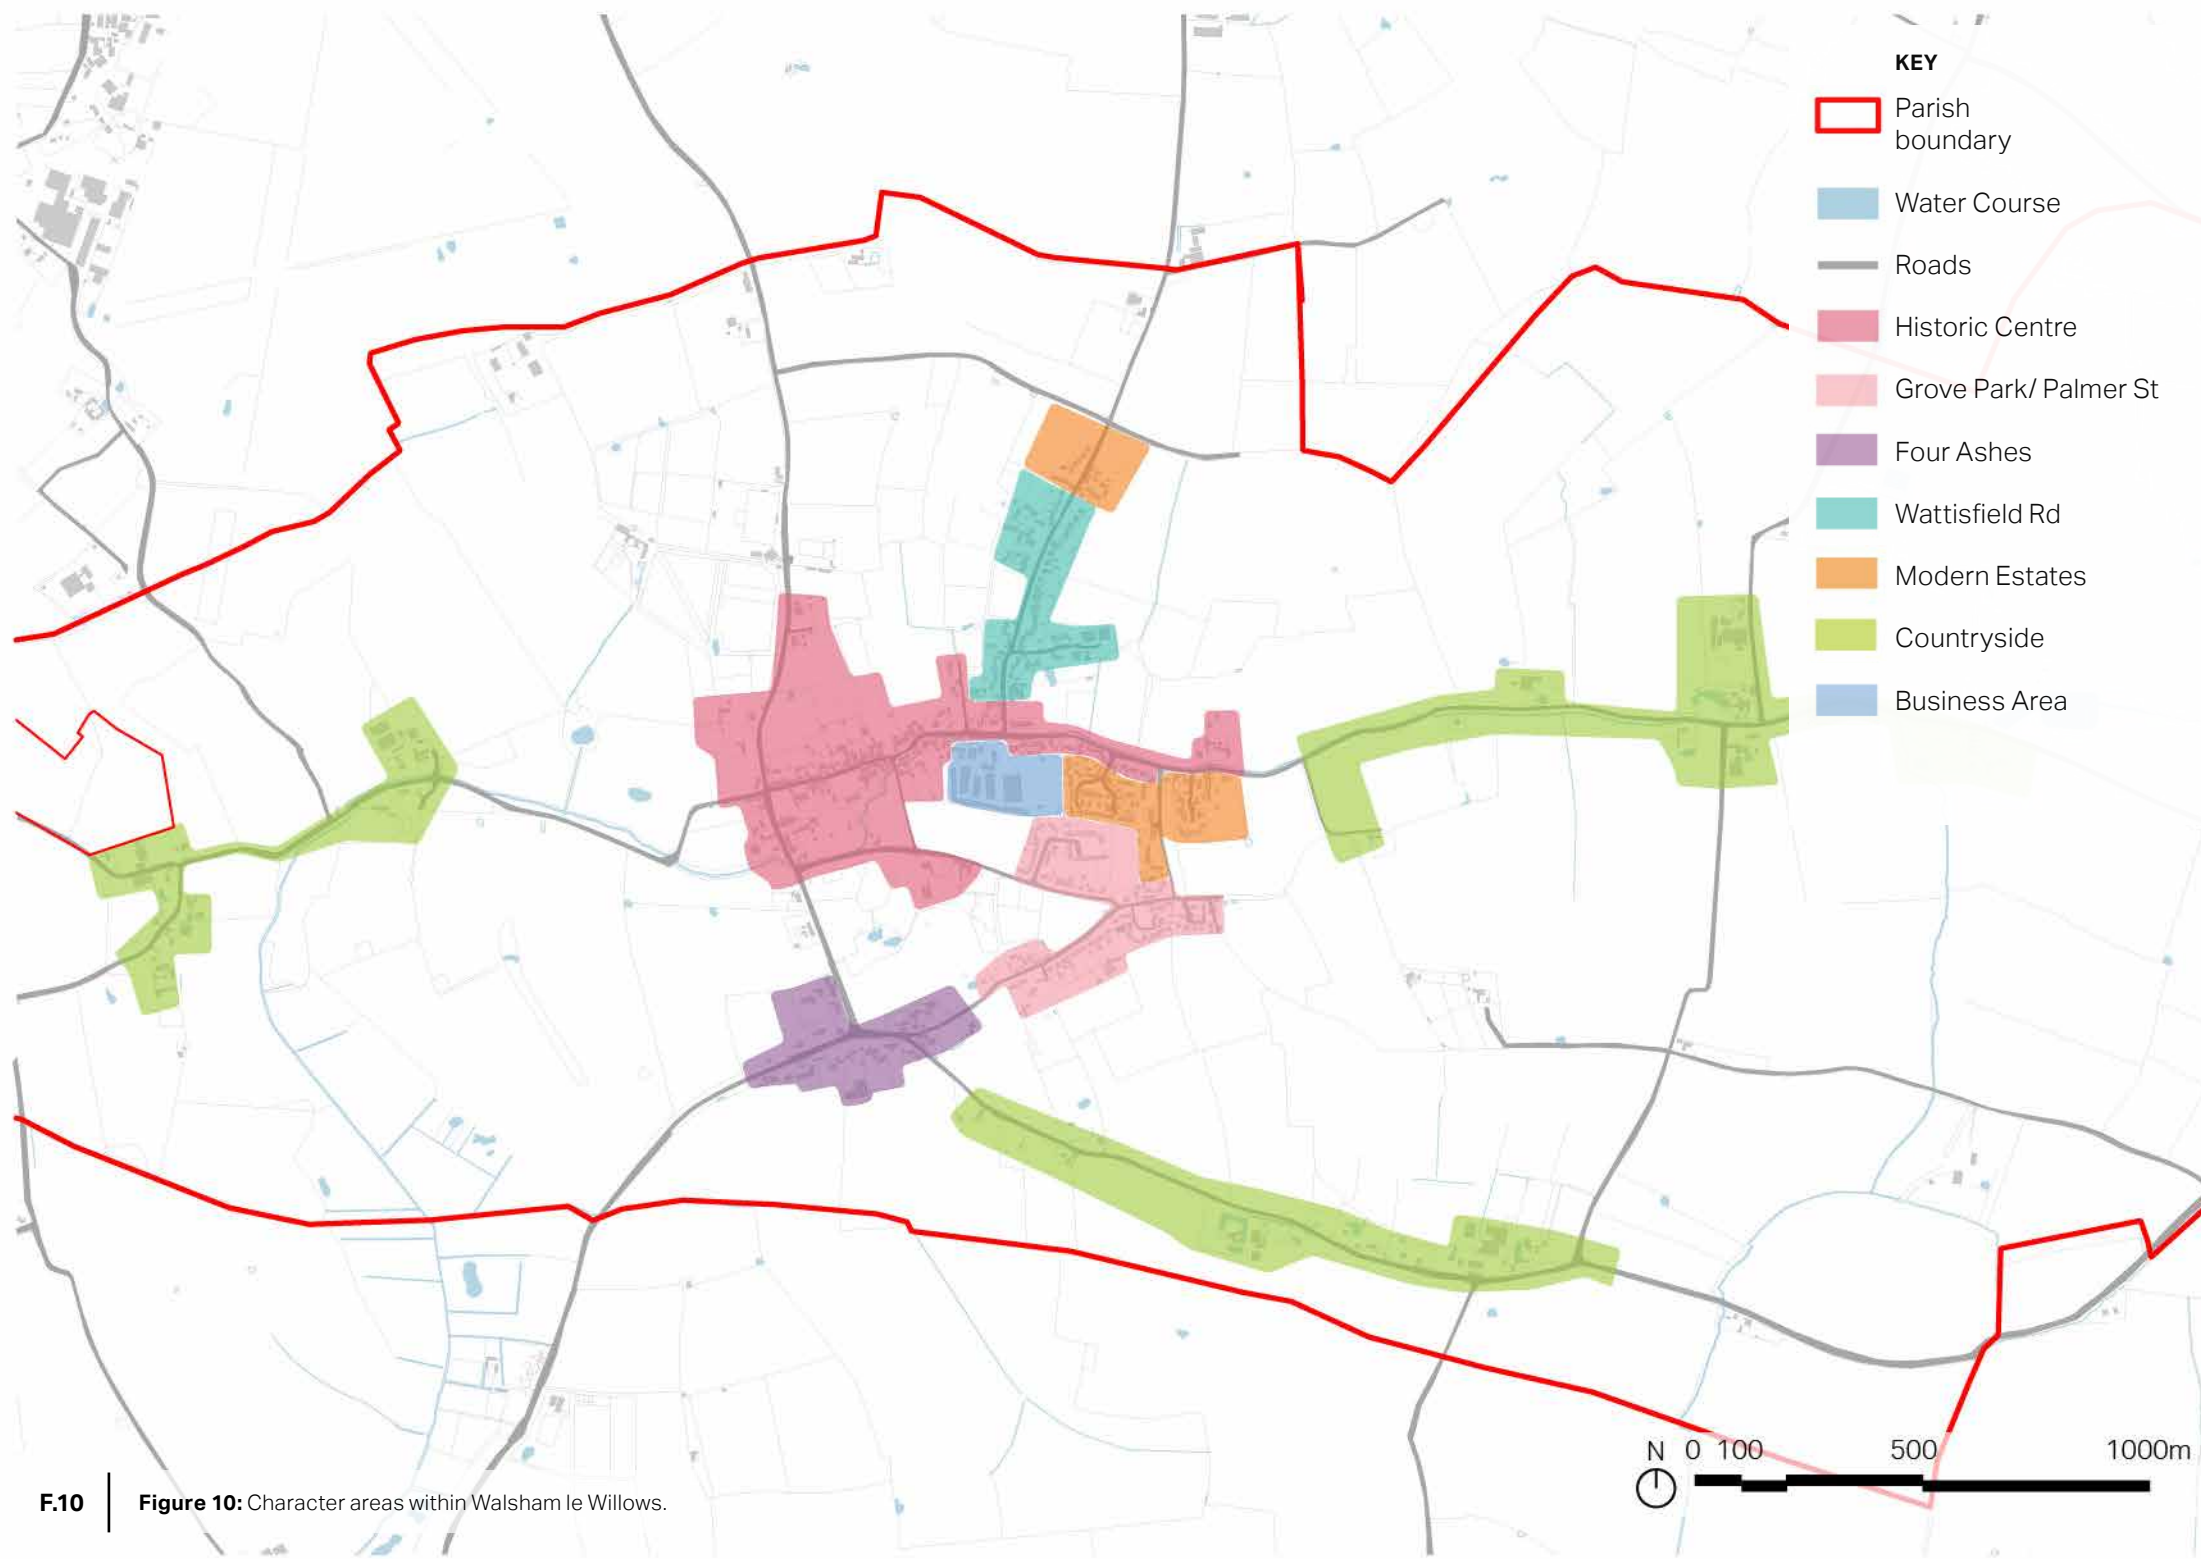 KEY
Parish
boundary
Water Course
Roads
Historic Centre
Grove Park/ Palmer St
Four Ashes
Wattisfield Rd
Modern Estates
Countryside
Business Area
N 0 100 500 1000m
F.10 Figure 10: Character areas within Walsham le Willows.